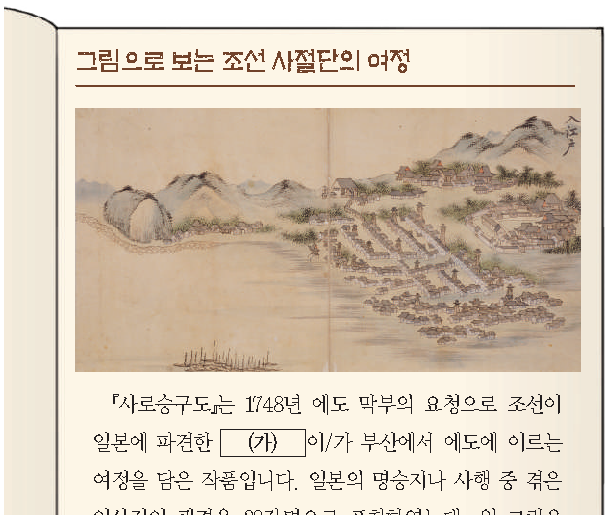 그림으로 보는 조선 사절단의 여정
入江戶
『사로승구도』는 1748년 에도 막부의 요청으로 조선이
일본에 파견한 (가) 이/가 부산에서 에도에 이르는
여정을 담은 작품입니다. 일본의 명승지나 사행 중 겪은